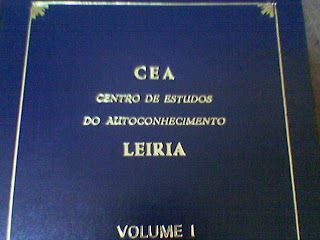 CEA
CENTRO DE ESTUDOS
DO AUTOCONHECIMENTO
LEIRIA
VOLUME I